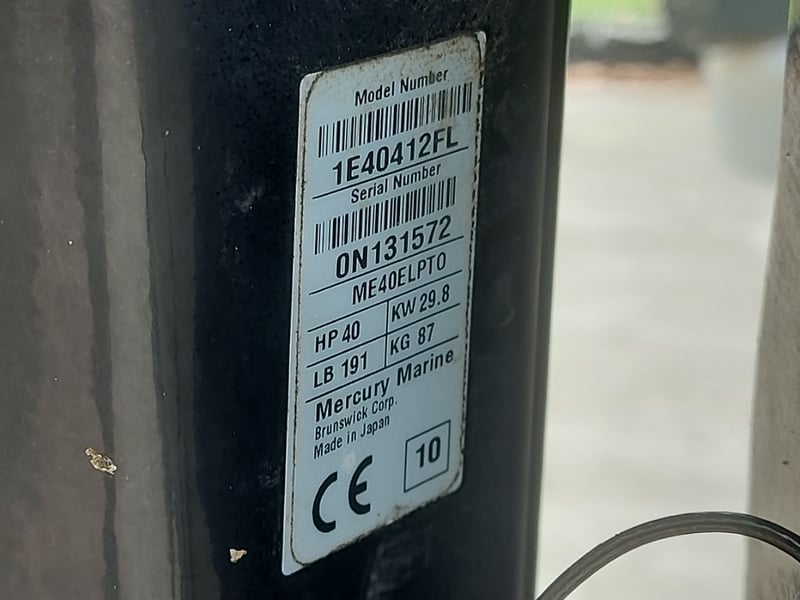 Model Number
1E40412FL
Serial Number
0N131572
ME40ELPTO
HP 40 KW 29.8
LB 191 KG 87
Mercury Marine
Brunswick Corp.
Made in Japan
CE 10